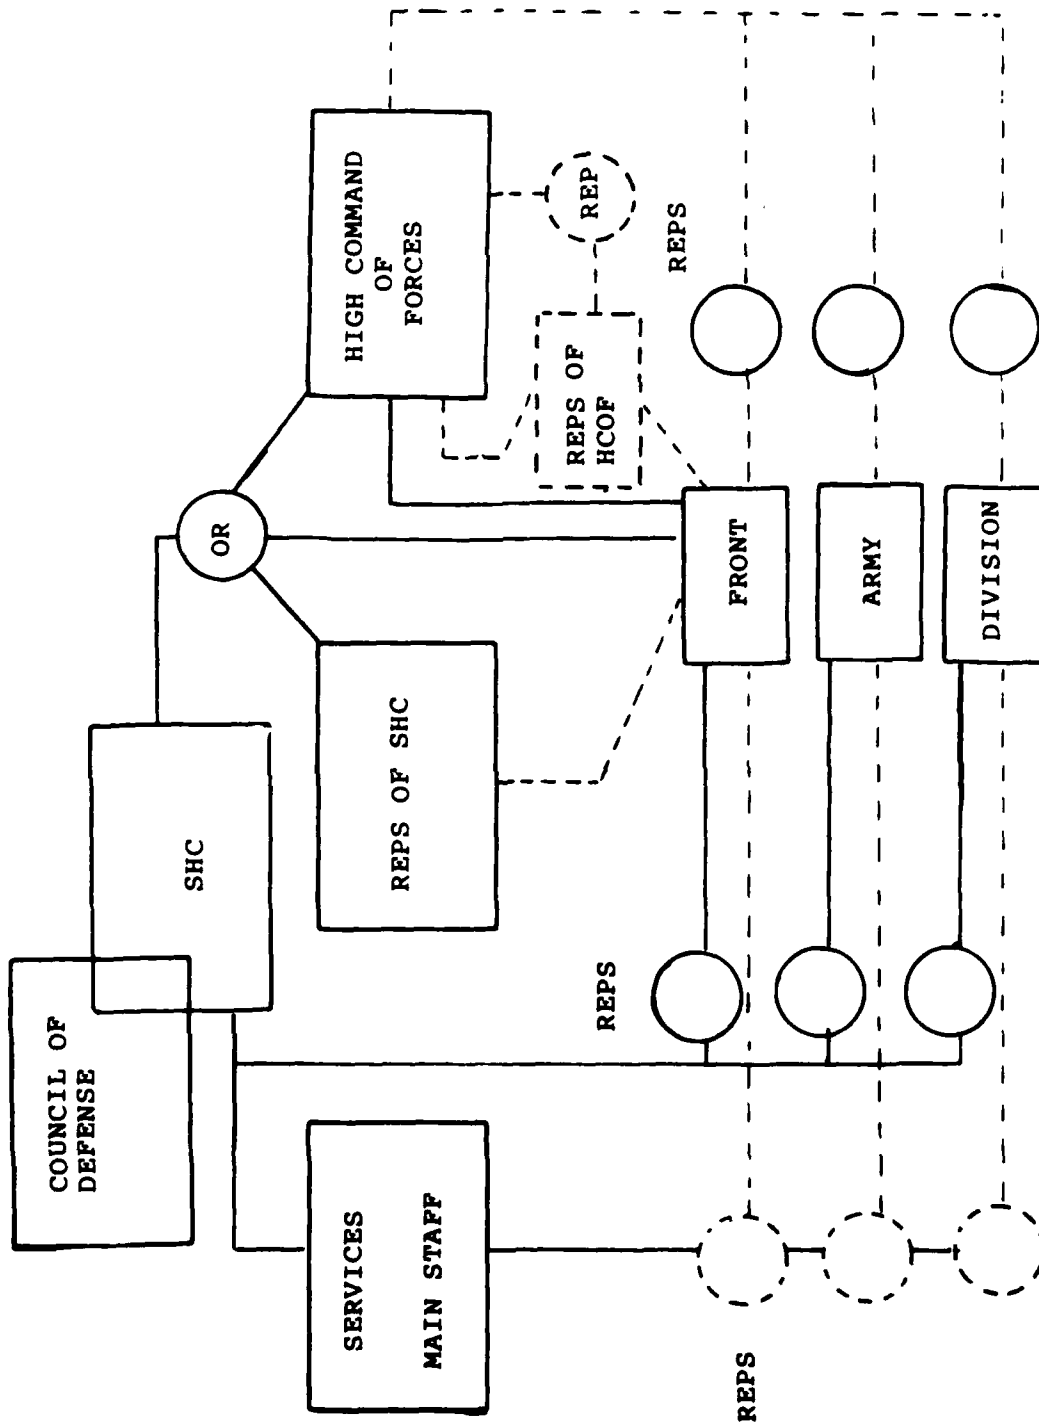 COUNCIL OF
DEFENSE
SHC
OR
SERVICES
MAIN STAFF
REPS OF SHC
HIGH COMMAND
OF
FORCES
REPS OF
HCOF
REP
REPS
REPS
REPS
FRONT
ARMY
DIVISION